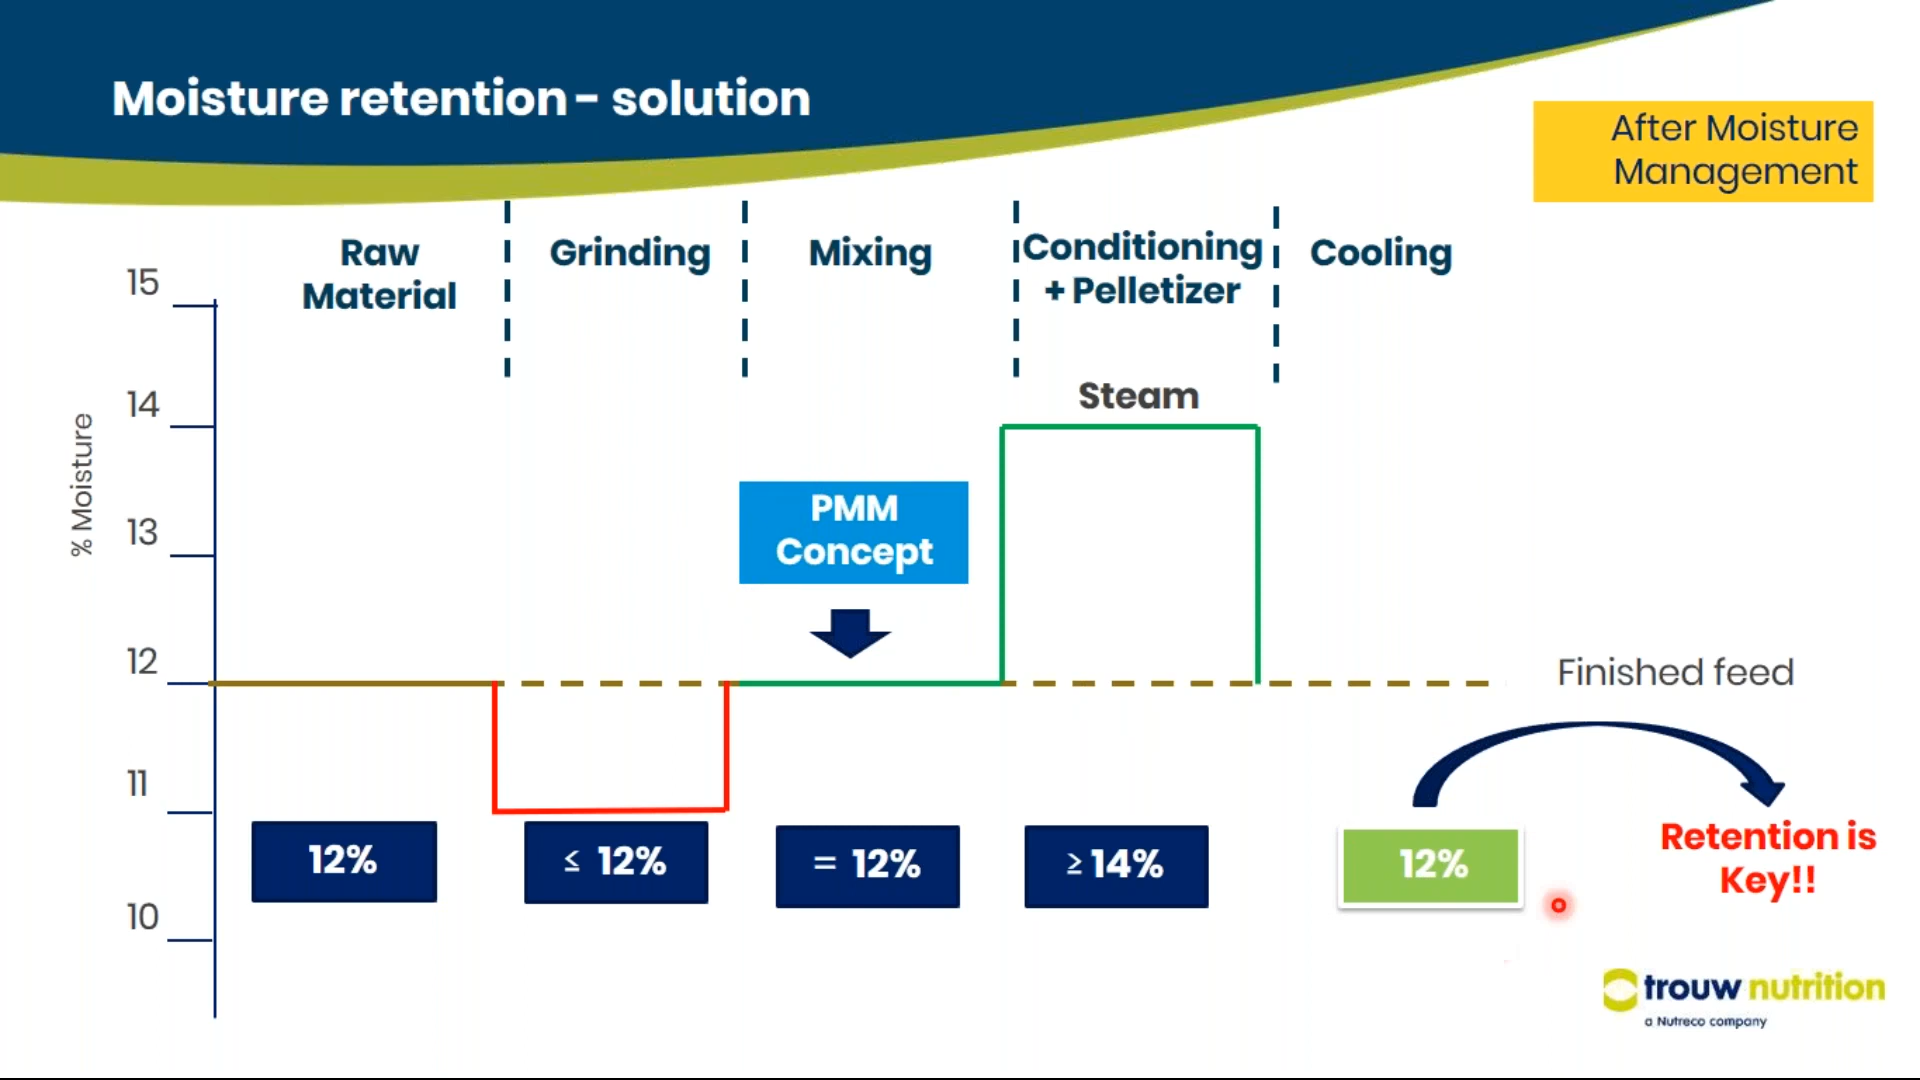 Moisture retention - solution
After Moisture
Management
Raw
Material
Grinding
Mixing
Conditioning
+ Pelletizer
Cooling
15
14
13
12
11
10
% Moisture
Steam
PMM
Concept
Finished feed
12%
≤ 12%
= 12%
≥ 14%
12%
Retention is
Key!!
trouw nutrition
a Nutreco company